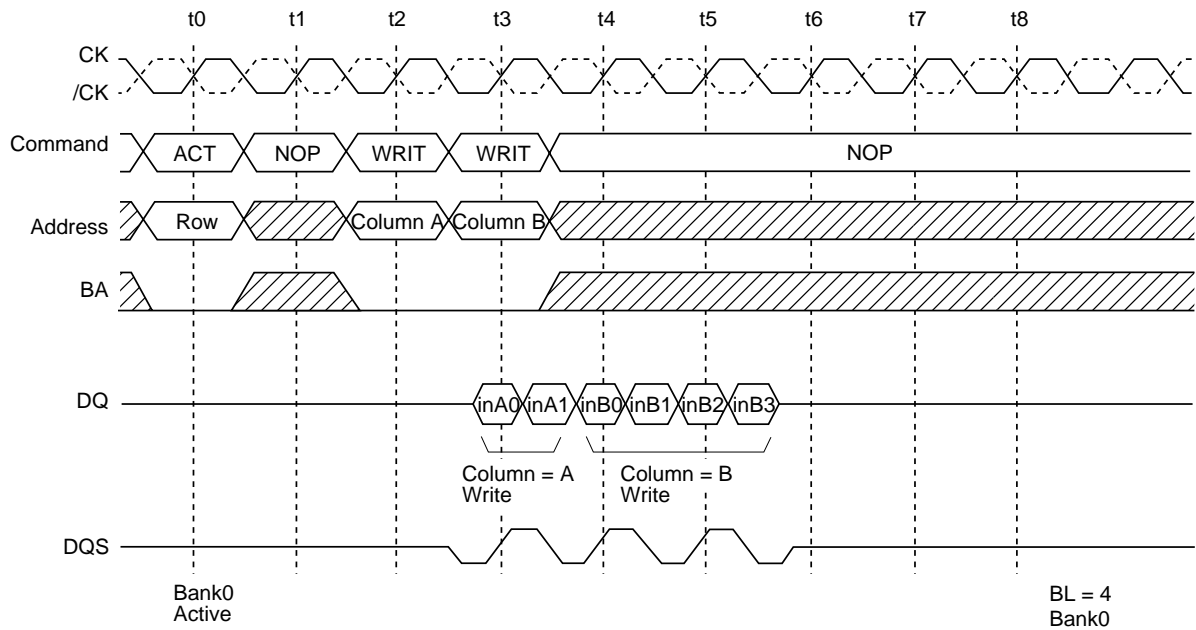 t0 t1 t2 t3 t4 t5 t6 t7 t8
CK
/CK
Command ACT NOP WRIT WRIT NOP
Address Row Column A Column B
BA
DQ inA0 inA1 inB0 inB1 inB2 inB3
Column = A Column = B
Write Write
DQS
Bank0 BL = 4
Active Bank0